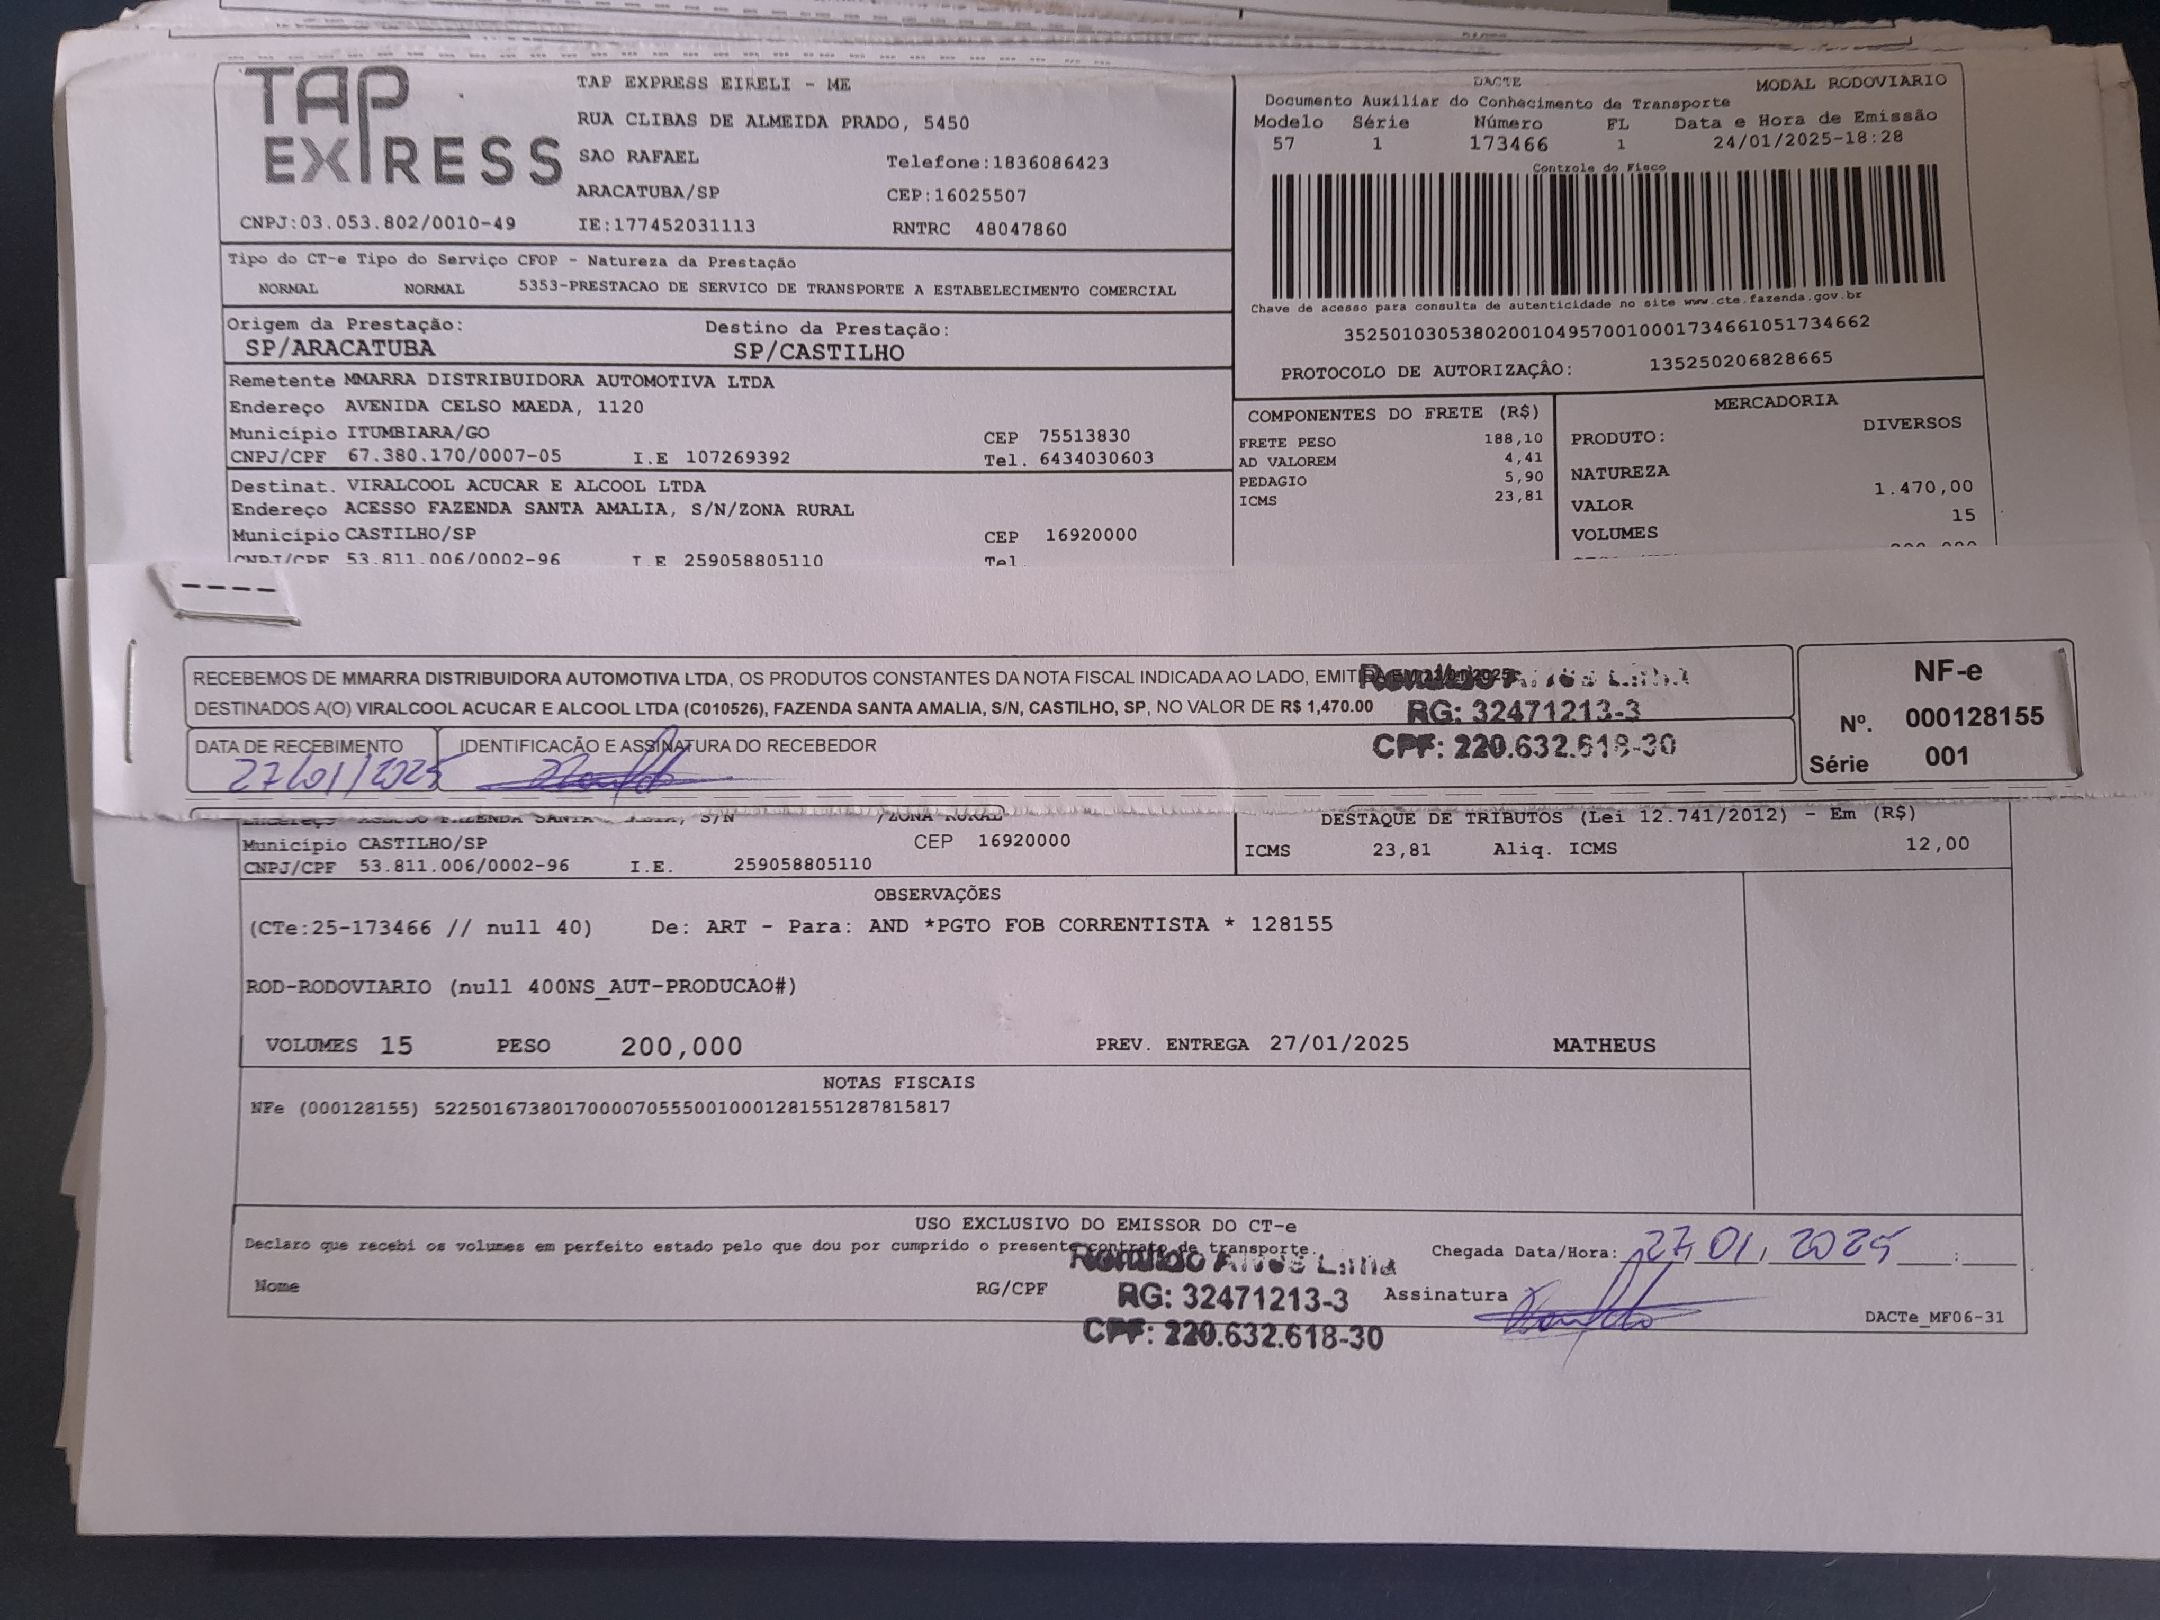 TAP EXPRESS
TAP EXPRESS EIRELI - ME
RUA CLIBAS DE ALMEIDA PRADO, 5450
SAO RAFAEL Telefone:1836086423
ARACATUBA/SP CEP:16025507
CNPJ:03.053.802/0010-49 IE:177452031113 RNTRC 48047860
DACTE MODAL RODOVIARIO
Documento Auxiliar do Conhecimento de Transporte
Modelo Série Número FL Data e Hora de Emissão
57 1 173466 1 24/01/2025-18:28
Controle do Fisco
Chave de acesso para consulta de autenticidade no site www.cte.fazenda.gov.br
35250103053802001049570010001734661051734662
PROTOCOLO DE AUTORIZAÇÂO: 135250206828665
Tipo do CT-e Tipo do Serviço CFOP - Natureza da Prestação
NORMAL NORMAL 5353-PRESTACAO DE SERVICO DE TRANSPORTE A ESTABELECIMENTO COMERCIAL
Origem da Prestação: Destino da Prestação:
SP/ARACATUBA SP/CASTILHO
Remetente MMARRA DISTRIBUIDORA AUTOMOTIVA LTDA
Endereço AVENIDA CELSO MAEDA, 1120
Município ITUMBIARA/GO CEP 75513830
CNPJ/CPF 67.380.170/0007-05 I.E 107269392 Tel. 6434030603
Destinat. VIRALCOOL ACUCAR E ALCOOL LTDA
Endereço ACESSO FAZENDA SANTA AMALIA, S/N/ZONA RURAL
Município CASTILHO/SP CEP 16920000
CNPJ/CPF 53.811.006/0002-96 I.E 259058805110 Tel
COMPONENTES DO FRETE (R$)
FRETE PESO 188,10
AD VALOREM 4,41
PEDAGIO 5,90
ICMS 23,81
MERCADORIA
PRODUTO: DIVERSOS
NATUREZA
VALOR 1.470,00
VOLUMES 15
RECEBEMOS DE MMARRA DISTRIBUIDORA AUTOMOTIVA LTDA, OS PRODUTOS CONSTANTES DA NOTA FISCAL INDICADA AO LADO,
DESTINADOS A(O) VIRALCOOL ACUCAR E ALCOOL LTDA (C010526), FAZENDA SANTA AMALIA, S/N, CASTILHO, SP, NO VALOR DE R$ 1,470.00
RG: 32471213-3
CPF: 220.632.618-30
DATA DE RECEBIMENTO IDENTIFICAÇÃO E ASSINATURA DO RECEBEDOR
27/01/2025
NF-e
Nº. 000128155
Série 001
Município CASTILHO/SP CEP 16920000
CNPJ/CPF 53.811.006/0002-96 I.E. 259058805110
DESTAQUE DE TRIBUTOS (Lei 12.741/2012) - Em (R$)
ICMS 23,81 Aliq. ICMS 12,00
OBSERVAÇÕES
(CTe:25-173466 // null 40) De: ART - Para: AND *PGTO FOB CORRENTISTA * 128155
ROD-RODOVIARIO (null 400NS_AUT-PRODUCAO#)
VOLUMES 15 PESO 200,000 PREV. ENTREGA 27/01/2025 MATHEUS
NOTAS FISCAIS
NFe (000128155) 52250167380170000705550010001281551287815817
USO EXCLUSIVO DO EMISSOR DO CT-e
Declaro que recebi os volumes em perfeito estado pelo que dou por cumprido o presente contrato de transporte.
Chegada Data/Hora: 27 01, 2025
Nome RG/CPF Assinatura
RG: 32471213-3
CPF: 220.632.618-30
DACTe_MF06-31